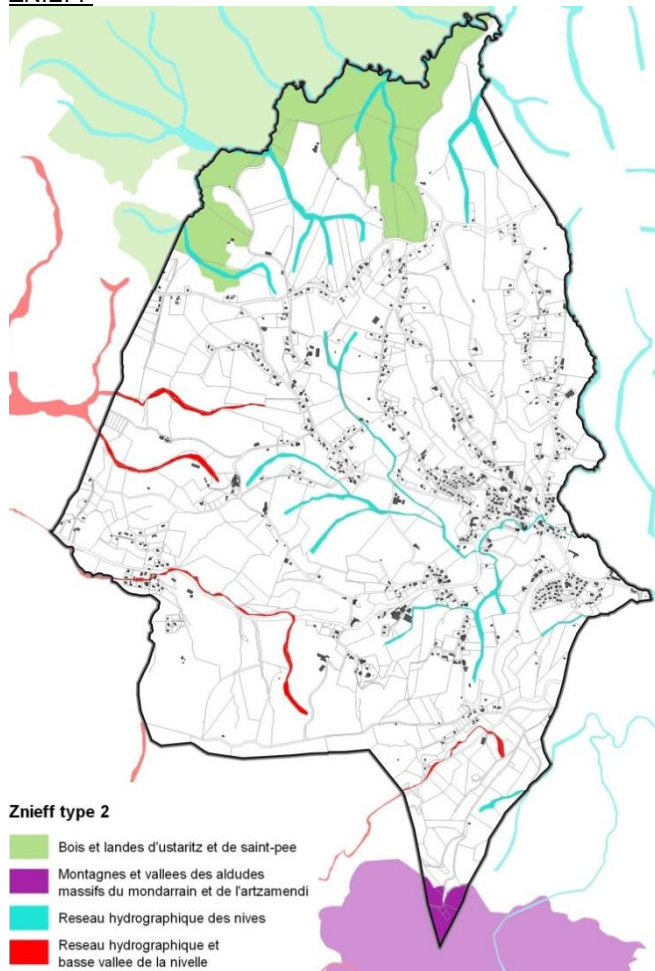 ZNIEFF
Znieff type 2
Bois et landes d'ustaritz et de saint-pee
Montagnes et vallees des aldudes
massifs du mondarrain et de l'artzamendi
Reseau hydrographique des nives
Reseau hydrographique et
basse vallee de la nivelle